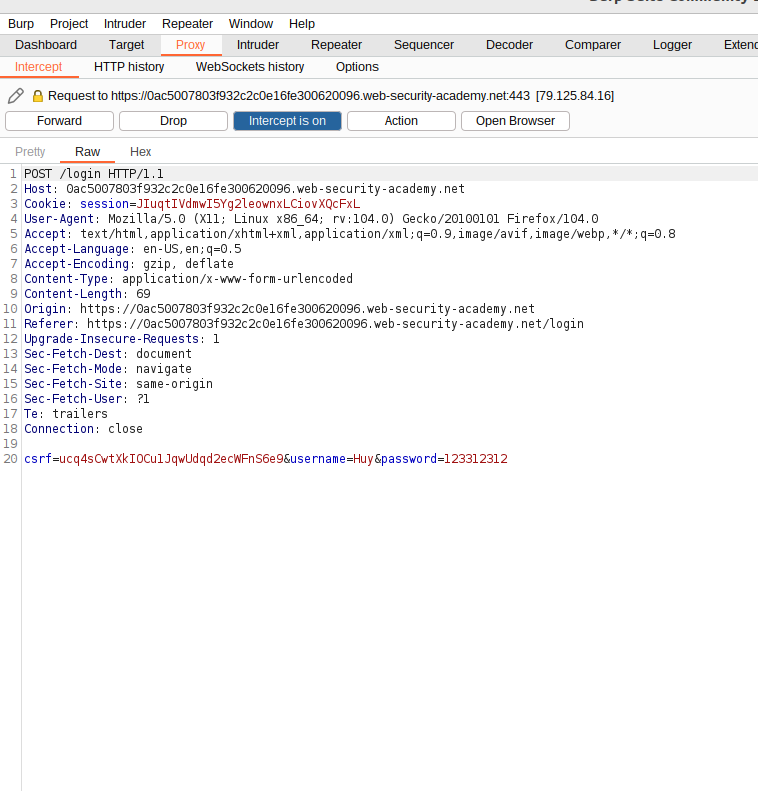 Burp Project Intruder Repeater Window Help
Dashboard Target Proxy Intruder Repeater Sequencer Decoder Comparer Logger Extend
Intercept HTTP history WebSockets history Options
Request to https://0ac5007803f932c2c0e16fe300620096.web-security-academy.net:443 [79.125.84.16]
Forward Drop Intercept is on Action Open Browser
Pretty Raw Hex
1 POST /login HTTP/1.1
2 Host: 0ac5007803f932c2c0e16fe300620096.web-security-academy.net
3 Cookie: session=JIuqtIVdmwI5Yg2leownxLCiovXQcFxL
4 User-Agent: Mozilla/5.0 (X11; Linux x86_64; rv:104.0) Gecko/20100101 Firefox/104.0
5 Accept: text/html,application/xhtml+xml,application/xml;q=0.9,image/avif,image/webp,*/*;q=0.8
6 Accept-Language: en-US,en;q=0.5
7 Accept-Encoding: gzip, deflate
8 Content-Type: application/x-www-form-urlencoded
9 Content-Length: 69
10 Origin: https://0ac5007803f932c2c0e16fe300620096.web-security-academy.net
11 Referer: https://0ac5007803f932c2c0e16fe300620096.web-security-academy.net/login
12 Upgrade-Insecure-Requests: 1
13 Sec-Fetch-Dest: document
14 Sec-Fetch-Mode: navigate
15 Sec-Fetch-Site: same-origin
16 Sec-Fetch-User: ?1
17 Te: trailers
18 Connection: close
19
20 csrf=ucq4sCwtXkIOCulJqwUdqd2ecWFnS6e9&username=Huy&password=123312312